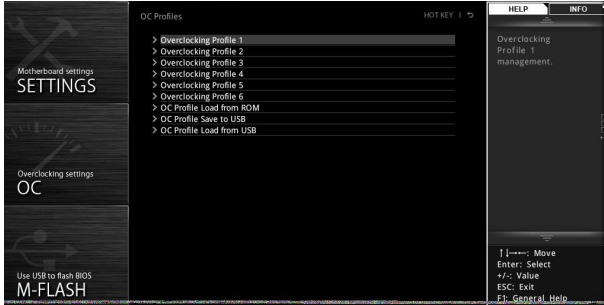 Motherboard settings
SETTINGS
Overclocking settings
OC
Use USB to flash BIOS
M-FLASH
OC Profiles
HOT KEY |
Overclocking Profile 1
Overclocking Profile 2
Overclocking Profile 3
Overclocking Profile 4
Overclocking Profile 5
Overclocking Profile 6
OC Profile Load from ROM
OC Profile Save to USB
OC Profile Load from USB
HELP
INFO
Overclocking
Profile 1
management.
↑↓→←: Move
Enter: Select
+/-: Value
ESC: Exit
F1: General Help